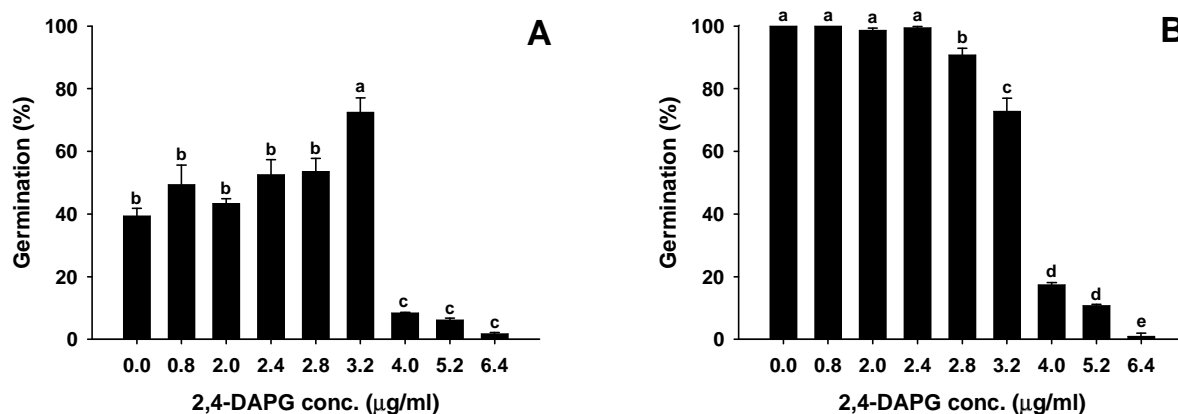 A
Germination (%)
100
80
60
40
20
0
b
b
b
b
b
a
c
c
c
0.0 0.8 2.0 2.4 2.8 3.2 4.0 5.2 6.4
2,4-DAPG conc. (μg/ml)
B
Germination (%)
100
80
60
40
20
0
a
a
a
a
b
c
d
d
e
0.0 0.8 2.0 2.4 2.8 3.2 4.0 5.2 6.4
2,4-DAPG conc. (μg/ml)